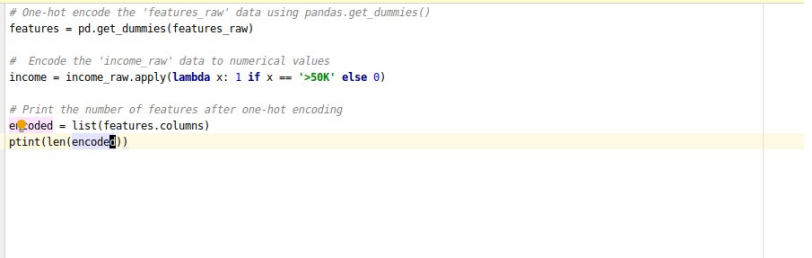 # One-hot encode the 'features_raw' data using pandas.get_dummies()
features = pd.get_dummies(features_raw)
#  Encode the 'income_raw' data to numerical values
income = income_raw.apply(lambda x: 1 if x == '>50K' else 0)
# Print the number of features after one-hot encoding
encoded = list(features.columns)
ptint(len(encoded))